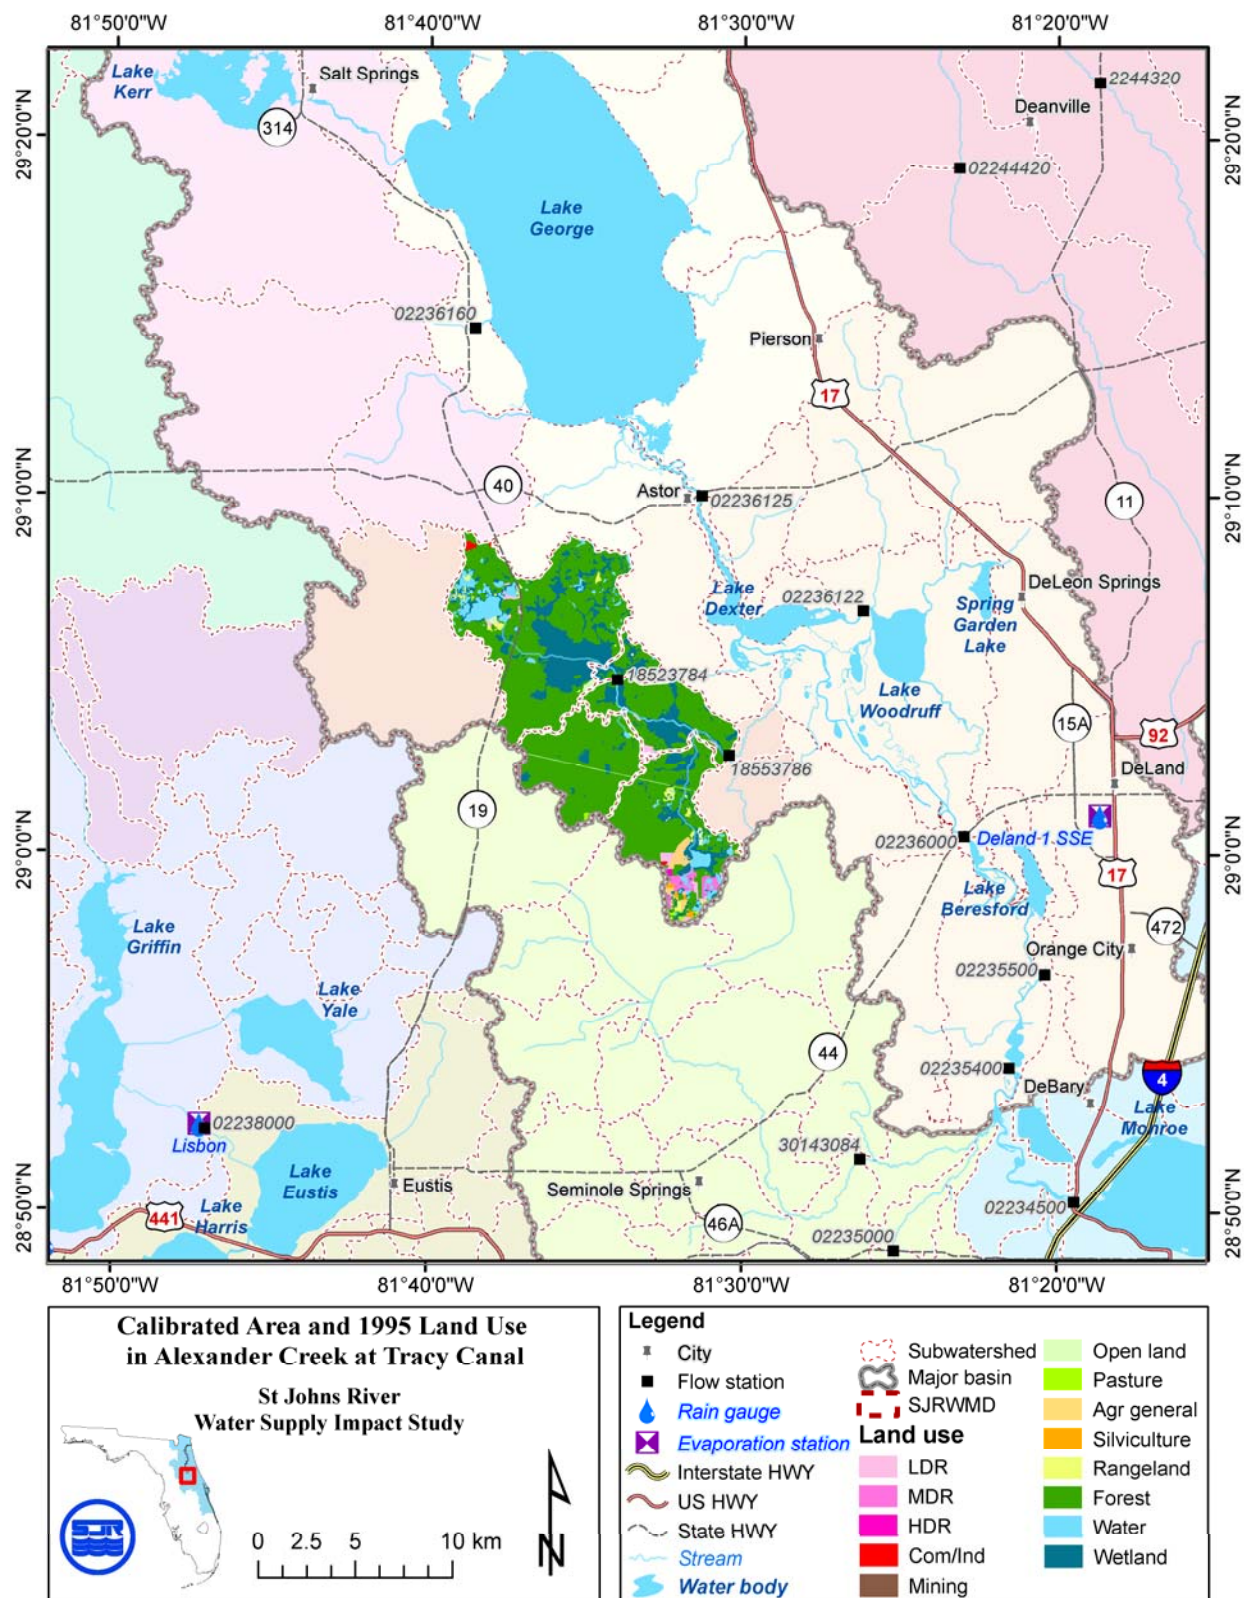 81°50'0"W
81°40'0"W
81°30'0"W
81°20'0"W
Lake
Kerr
Salt Springs
2244320
Deanville
29°20'0"N
314
29°20'0"N
02244420
Lake
George
02236160
Pierson
17
40
Astor
02236125
11
29°10'0"N
29°10'0"N
Lake
Dexter
02236122
DeLeon Springs
Spring
Garden
Lake
18523784
Lake
Woodruff
15A
92
18553786
DeLand
19
29°0'0"N
02236000
Deland 1 SSE
29°0'0"N
17
Lake
Beresford
Lake
Griffin
472
Orange City
02235500
Lake
Yale
44
02235400
DeBary
4
Lake
Monroe
02238000
Lisbon
30143084
Lake
Eustis
Eustis
Seminole Springs
Lake
Harris
441
46A
02234500
28°50'0"N
28°50'0"N
02235000
81°50'0"W
81°40'0"W
81°30'0"W
81°20'0"W
Calibrated Area and 1995 Land Use
in Alexander Creek at Tracy Canal
St Johns River
Water Supply Impact Study
SJR
0 2.5 5 10 km
N
Legend
City
Flow station
Rain gauge
Evaporation station
Interstate HWY
US HWY
State HWY
Stream
Water body
Subwatershed
Major basin
SJRWMD
Land use
LDR
MDR
HDR
Com/Ind
Mining
Open land
Pasture
Agr general
Silviculture
Rangeland
Forest
Water
Wetland